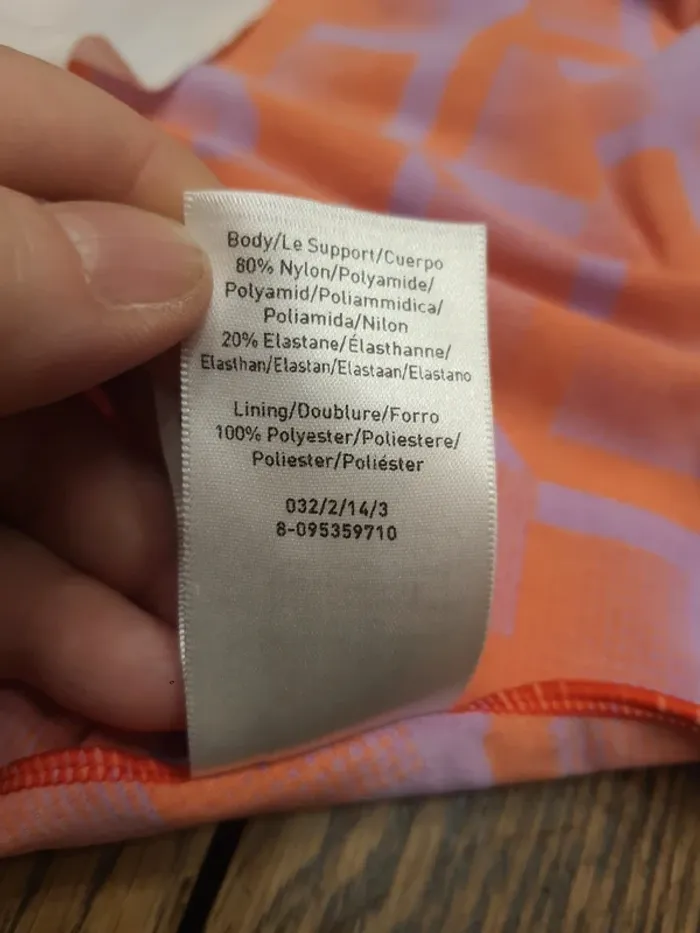 Body/Le Support/Cuerpo
80% Nylon/Polyamide/
Polyamid/Poliammidica/
Poliamida/Nilon
20% Elastane/Élasthanne/
Elasthan/Elastan/Elastaan/Elastano
Lining/Doublure/Forro
100% Polyester/Poliestere/
Poliester/Poliéster
032/2/14/3
8-095359710